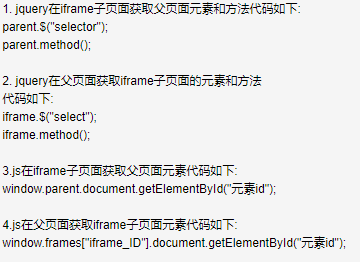 1. jquery在iframe子页面获取父页面元素和方法代码如下:
parent.$("selector");
parent.method();
2. jquery在父页面获取iframe子页面的元素和方法
代码如下:
iframe.$("select");
iframe.method();
3.js在iframe子页面获取父页面元素代码如下:
window.parent.document.getElementById("元素id");
4.js在父页面获取iframe子页面元素代码如下:
window.frames["iframe_ID"].document.getElementById("元素id");